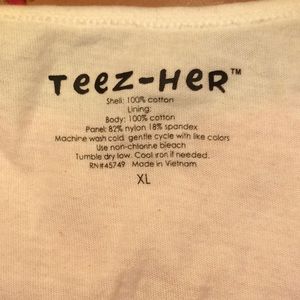 TEEZ-HER™
Shell: 100% cotton
Lining:
Body: 100% cotton
Panel: 82% nylon 18% spandex
Machine wash cold, gentle cycle with like colors
Use non-chlorine bleach
Tumble dry low. Cool iron if needed.
RN#45749 Made in Vietnam
XL